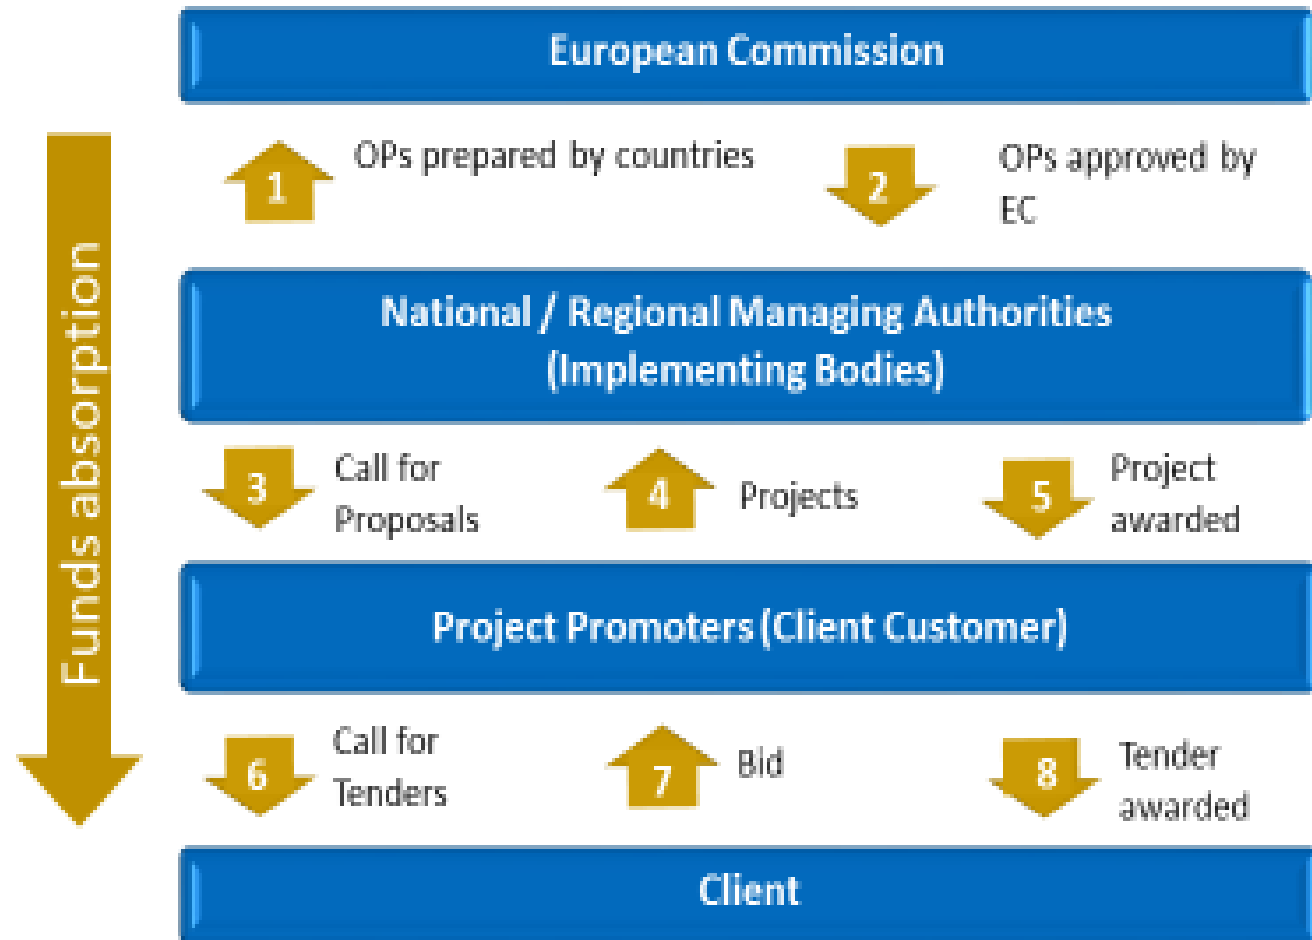 European Commission
1
OPs prepared by countries
2
OPs approved by
EC
Funds absorption
National / Regional Managing Authorities
(Implementing Bodies)
3
Call for
Proposals
4
Projects
5
Project
awarded
Project Promoters (Client Customer)
6
Call for
Tenders
7
Bid
8
Tender
awarded
Client